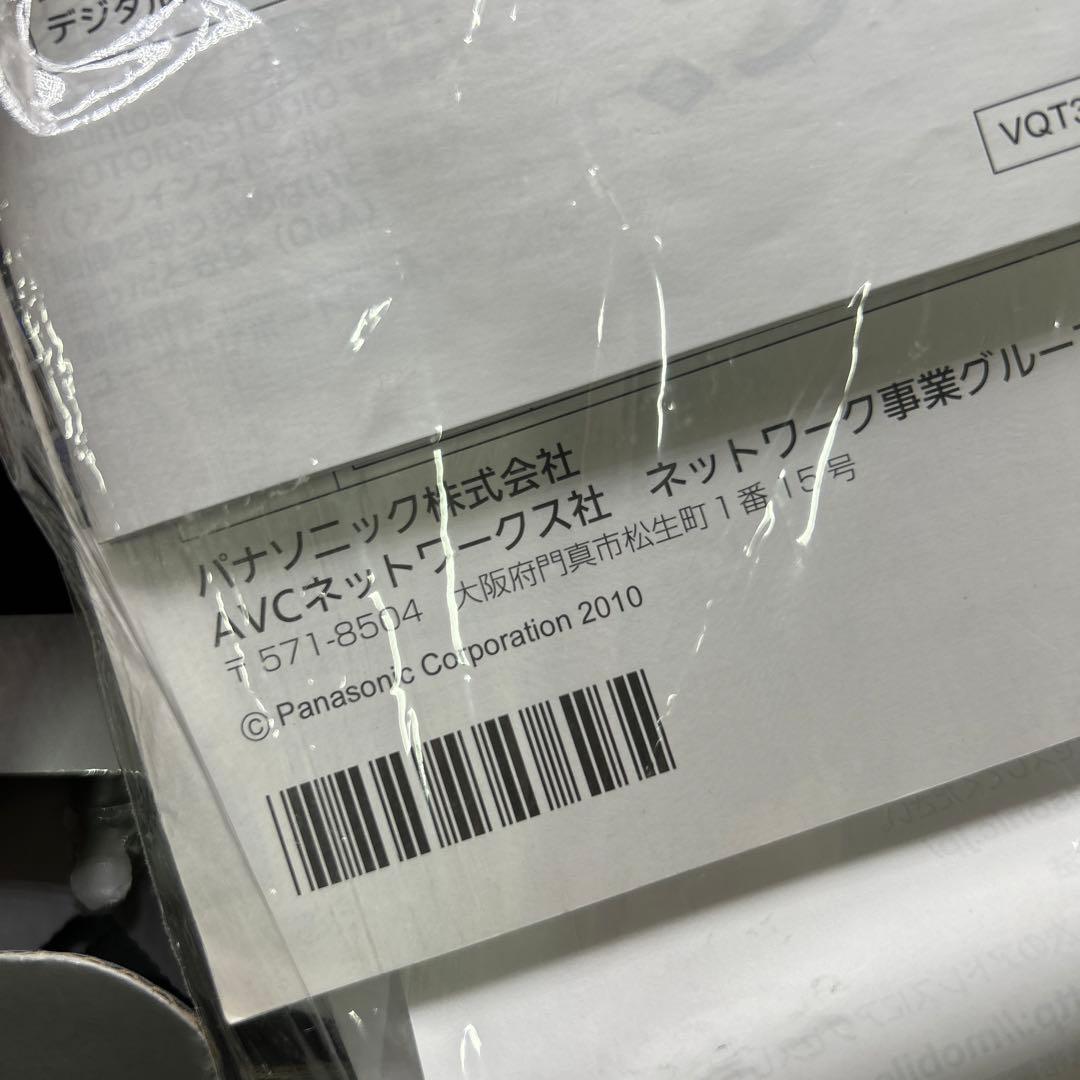 デジタル
VQT3
パナソニック株式会社
AVCネットワークス社 ネットワーク事業グルー
〒571-8504 大阪府門真市松生町1番15号
© Panasonic Corporation 2010